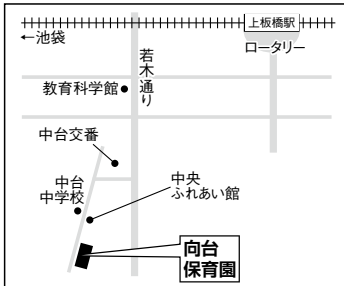 上板橋駅
←池袋
ロータリー
若木通り
教育科学館
中台交番
中台
中学校
中央
ふれあい館
向台
保育園